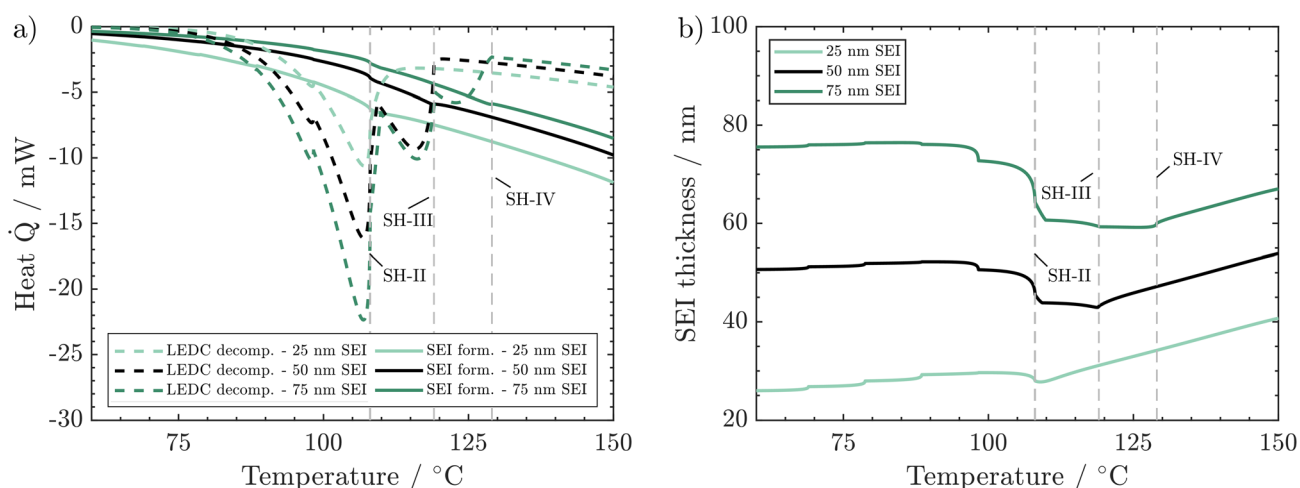 a)
0
-5
-10
-15
-20
-25
-30
Heat Q̇ / mW
SH-III
SH-IV
SH-II
LEDC decomp. - 25 nm SEI
SEI form. - 25 nm SEI
LEDC decomp. - 50 nm SEI
SEI form. - 50 nm SEI
LEDC decomp. - 75 nm SEI
SEI form. - 75 nm SEI
75
100
125
150
Temperature / °C
b)
100
80
60
40
20
SEI thickness / nm
25 nm SEI
50 nm SEI
75 nm SEI
SH-III
SH-IV
SH-II
75
100
125
150
Temperature / °C